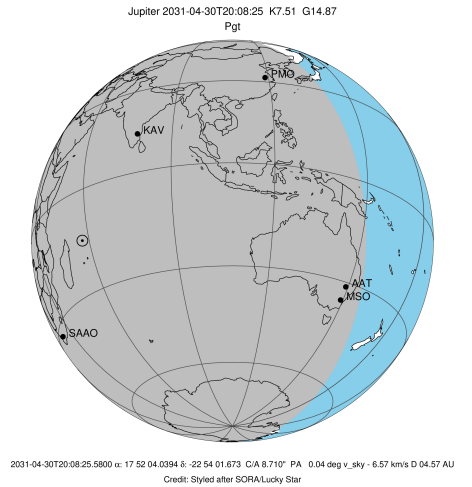 Jupiter 2031-04-30T20:08:25 K7.51 G14.87
Pgt
PMO
KAV
AAT
MSO
SAAO
2031-04-30T20:08:25.5800 α: 17 52 04.0394 δ: -22 54 01.673 C/A 8.710" PA 0.04 deg v_sky - 6.57 km/s D 04.57 AU
Credit: Styled after SORA/Lucky Star